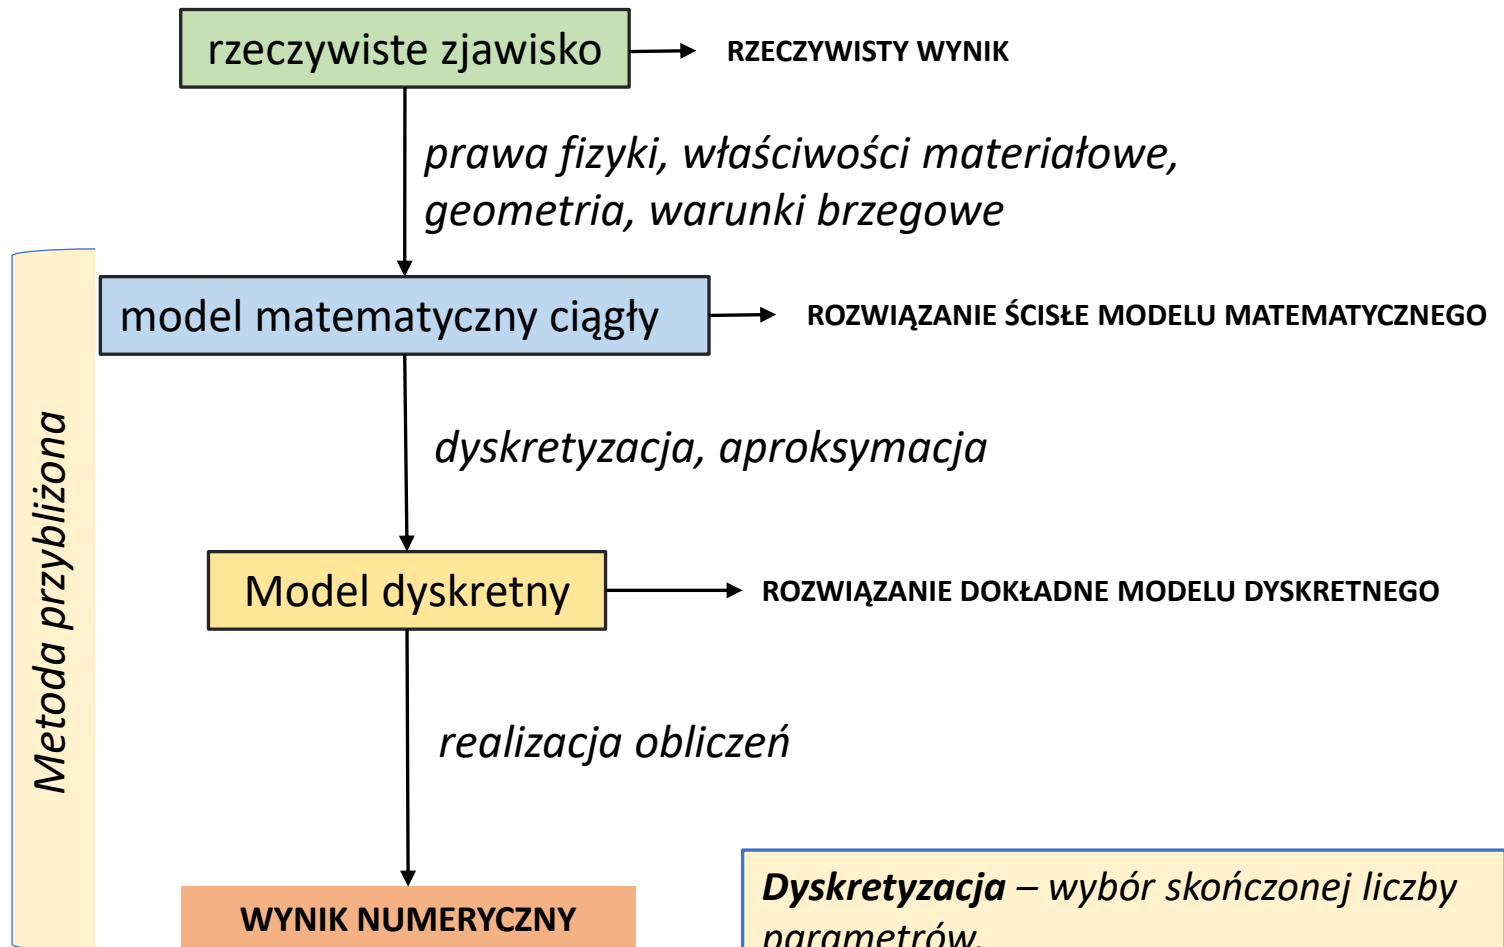 rzeczywiste zjawisko
RZECZYWISTY WYNIK
prawa fizyki, właściwości materiałowe,
geometria, warunki brzegowe
model matematyczny ciągły
ROZWIĄZANIE ŚCISŁE MODELU MATEMATYCZNEGO
Metoda przybliżona
dyskretyzacja, aproksymacja
Model dyskretny
ROZWIĄZANIE DOKŁADNE MODELU DYSKRETNEGO
realizacja obliczeń
WYNIK NUMERYCZNY
Dyskretyzacja – wybór skończonej liczby
parametrów,